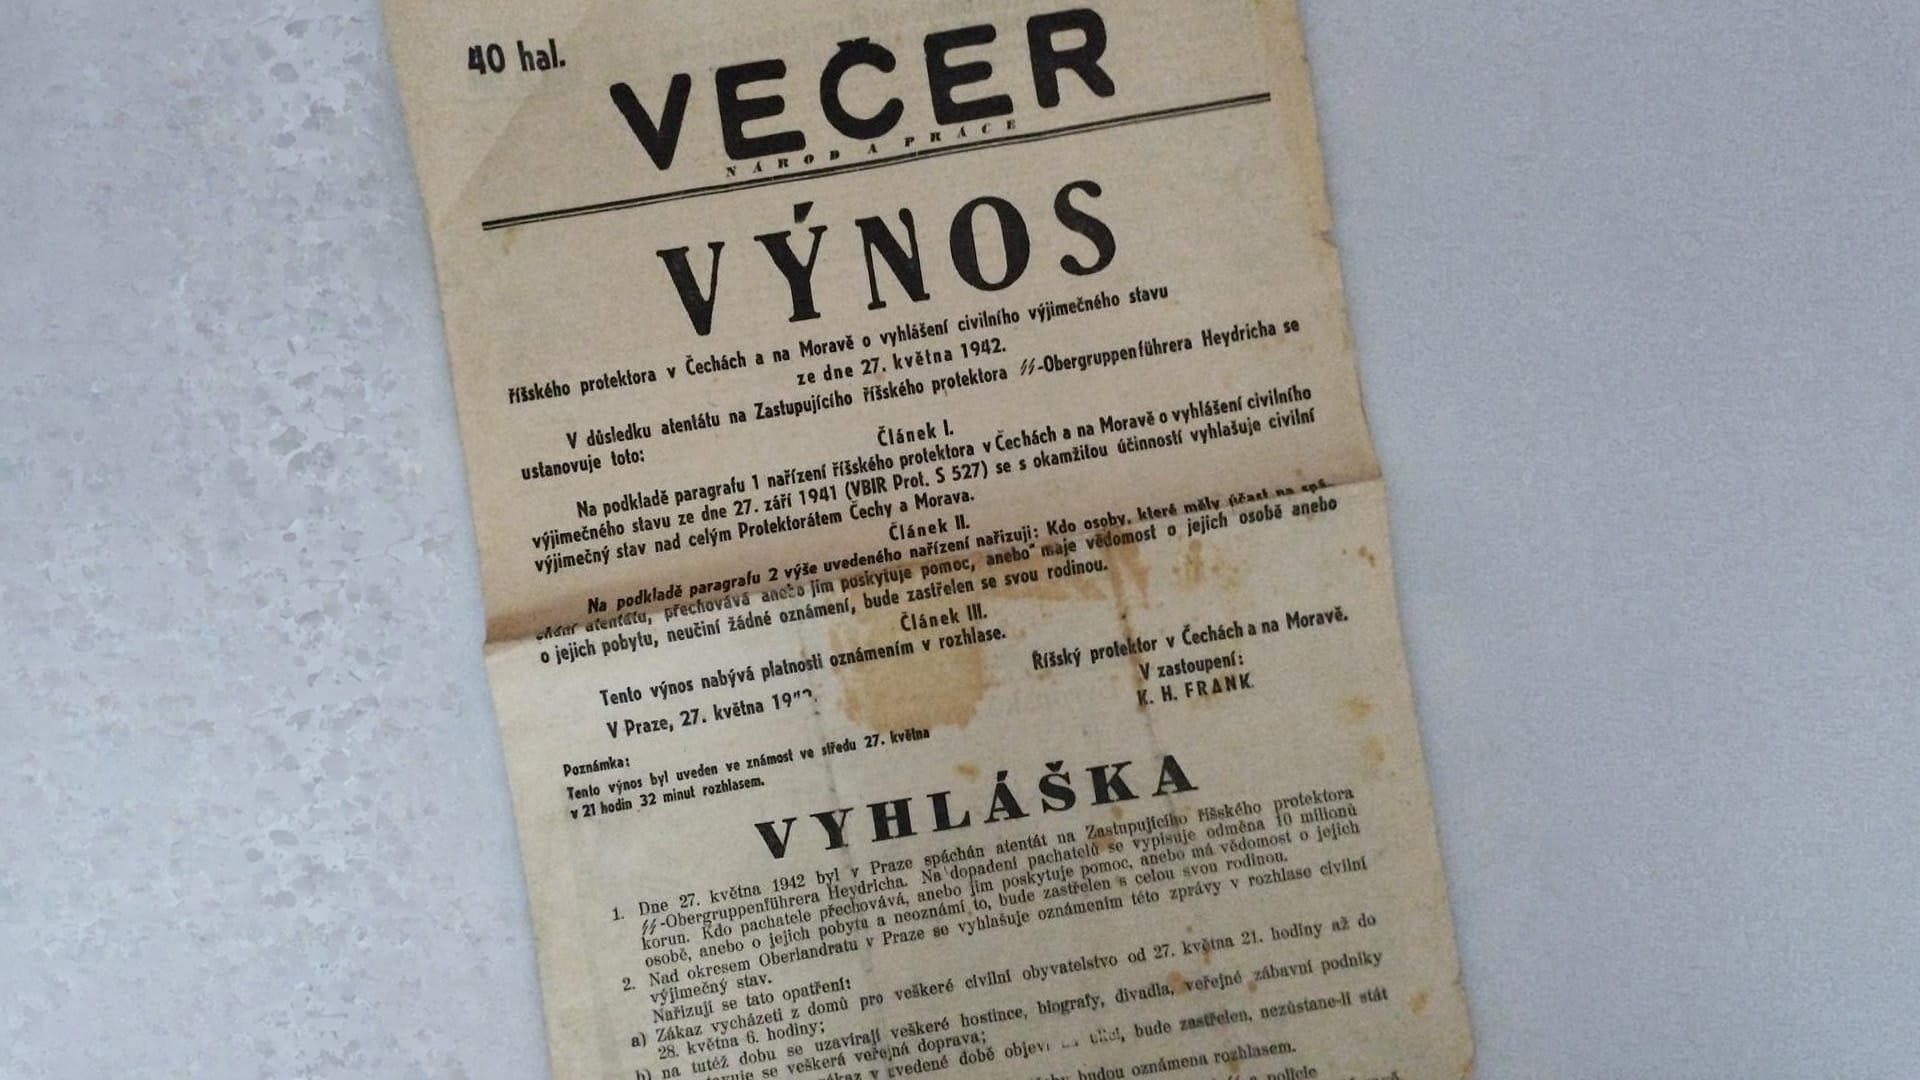 40 hal.
VEČER
NÁROD A PRÁCE
VÝNOS
říšského protektora v Čechách a na Moravě o vyhlášení civilního výjimečného stavu
ze dne 27. května 1942.
V důsledku atentátu na Zastupujícího říšského protektora SS-Obergruppenführera Heydricha se
ustanovuje toto:
Článek I.
Na podkladě paragrafu 1 nařízení říšského protektora v Čechách a na Moravě o vyhlášení civilního
výjimečného stavu ze dne 27. září 1941 (VBIR Prot. S 527) se s okamžitou účinností vyhlašuje civilní
výjimečný stav nad celým Protektorátem Čechy a Morava.
Článek II.
Na podkladě paragrafu 2 výše uvedeného nařízení nařizuji: Kdo osoby, které měly účast na spá-
chání atentátu, přechovává anebo jim poskytuje pomoc, anebo maje vědomost o jejich osobě anebo
o jejich pobytu, neučiní žádné oznámení, bude zastřelen se svou rodinou.
Článek III.
Tento výnos nabývá platnosti oznámením v rozhlase.
V Praze, 27. května
Říšský protektor v Čechách a na Moravě.
V zastoupení:
K. H. FRANK.
Poznámka:
Tento výnos byl uveden ve známost ve středu 27. května
v 21 hodin 32 minut rozhlasem.
VYHLÁŠKA
1. Dne 27. května 1942 byl v Praze spáchán atentát na Zastupujícího říšského protektora
SS-Obergruppenführera Heydricha. Na dopadení pachatelů se vypisuje odměna 10 milionů
korun. Kdo pachatele přechovává, anebo jim poskytuje pomoc, anebo má vědomost o jejich
osobě, anebo o jejich pobytu a neoznámí to, bude zastřelen s celou svou rodinou.
2. Nad okresem Oberlandratu v Praze se vyhlašuje oznámením této zprávy v rozhlase civilní
výjimečný stav.
Nařizují se tato opatření:
a) Zákaz vycházeti z domů pro veškeré civilní obyvatelstvo od 27. května 21. hodiny až do
28. května 6. hodiny;
b) na tutéž dobu se uzavírají veškeré hostince, biografy, divadla, veřejné zábavní podniky
se veškerá veřejná doprava;
v uvedené době bude zastřelen, nezůstane-li stát
budou oznámena rozhlasem.
a policie